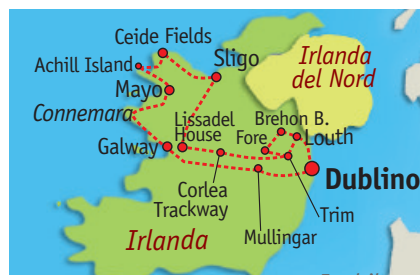 Ceide Fields
Achill Island
Sligo
Irlanda
del Nord
Mayo
Connemara
Lissadel
House
Brehon B.
Fore
Louth
Galway
Dublino
Corlea
Trackway
Trim
Mullingar
Irlanda